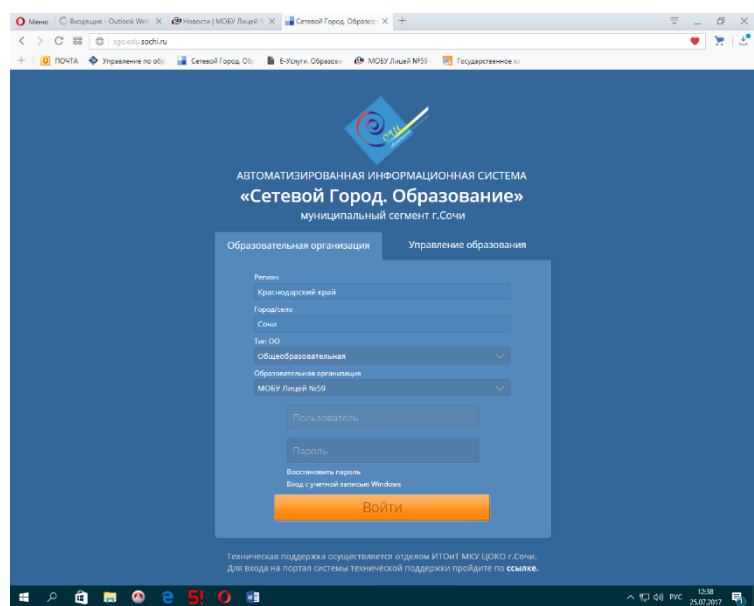 Меню
Входящие - Outlook Web
Новости | МОБУ Лицей N
Сетевой Город. Образова
sgo.edu.sochi.ru
ПОЧТА
Управление по обр
Сетевой Город. Об
Е-Услуги. Образова
МОБУ Лицей №59
Государственное ка
Сочи
АВТОМАТИЗИРОВАННАЯ ИНФОРМАЦИОННАЯ СИСТЕМА
«Сетевой Город. Образование»
муниципальный сегмент г.Сочи
Образовательная организация
Управление образования
Регион
Краснодарский край
Город/село
Сочи
Тип ОО
Общеобразовательная
Образовательная организация
МОБУ Лицей №59
Пользователь
Пароль
Восстановить пароль
Вход с учетной записью Windows
Войти
Техническая поддержка осуществляется отделом ИТОиТ МКУ ЦОКО г.Сочи.
Для входа на портал системы технической поддержки пройдите по ссылке.
5!
РУС
12:38
25.07.2017